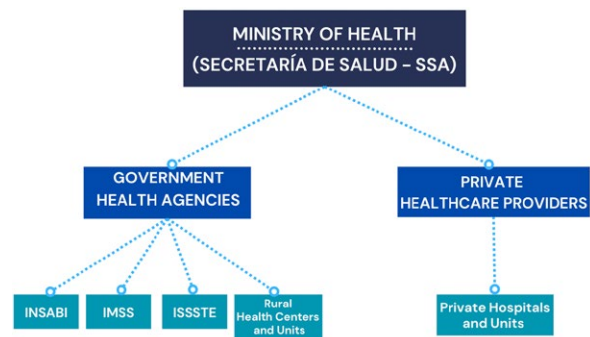 MINISTRY OF HEALTH
(SECRETARÍA DE SALUD – SSA)
GOVERNMENT
HEALTH AGENCIES
PRIVATE
HEALTHCARE PROVIDERS
INSABI
IMSS
ISSSTE
Rural
Health Centers
and Units
Private Hospitals
and Units